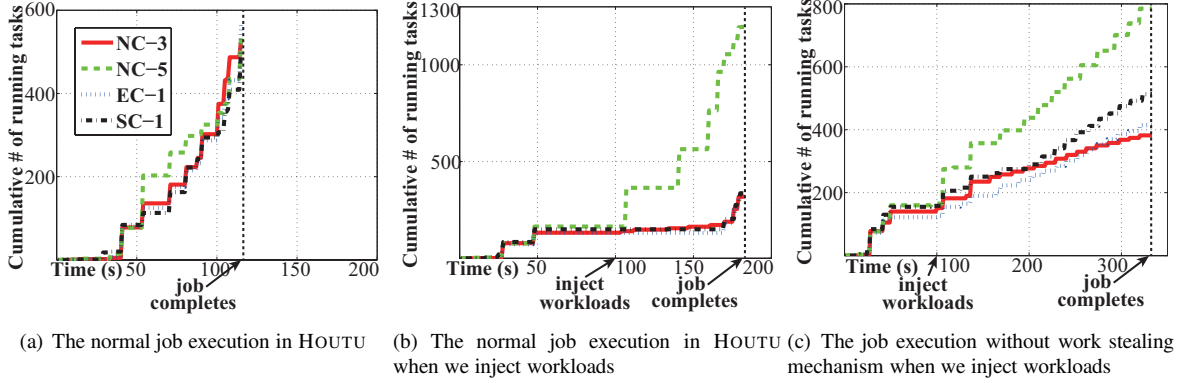 Cumulative # of running tasks
600
400
200
NC−3
NC−5
EC−1
SC−1
Time (s)
50
100
150
200
job
completes
(a) The normal job execution in HOUTU
Cumulative # of running tasks
1300
1000
500
Time (s)
50
100
150
200
inject
workloads
job
completes
(b) The normal job execution in HOUTU
when we inject workloads
Cumulative # of running tasks
800
600
400
200
Time (s)
100
200
300
inject
workloads
job
completes
(c) The job execution without work stealing
mechanism when we inject workloads